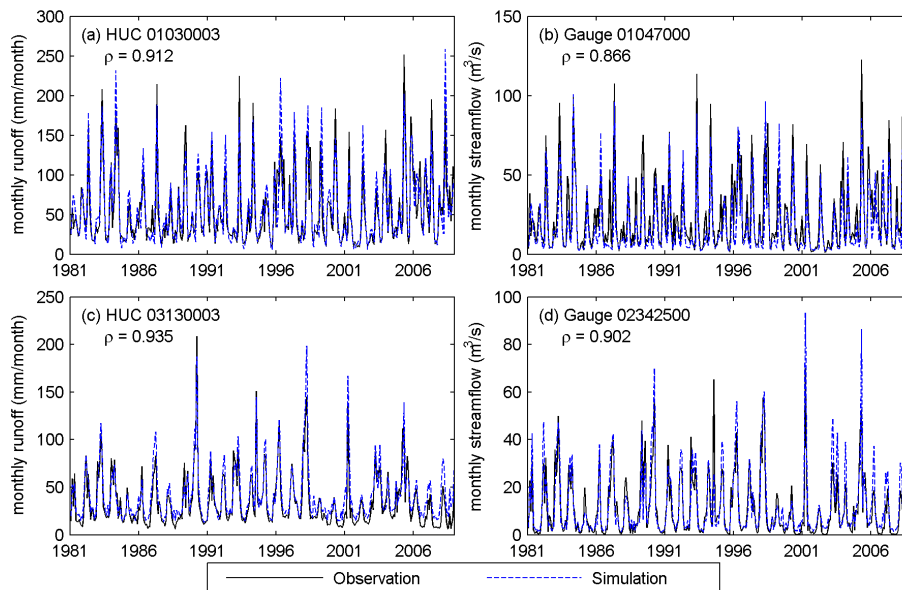 (a) HUC 01030003
ρ = 0.912
monthly runoff (mm/month)
300
250
200
150
100
50
0
1981 1986 1991 1996 2001 2006
(b) Gauge 01047000
ρ = 0.866
monthly streamflow (m³/s)
150
100
50
0
1981 1986 1991 1996 2001 2006
(c) HUC 03130003
ρ = 0.935
monthly runoff (mm/month)
250
200
150
100
50
0
1981 1986 1991 1996 2001 2006
(d) Gauge 02342500
ρ = 0.902
monthly streamflow (m³/s)
100
80
60
40
20
0
1981 1986 1991 1996 2001 2006
Observation Simulation